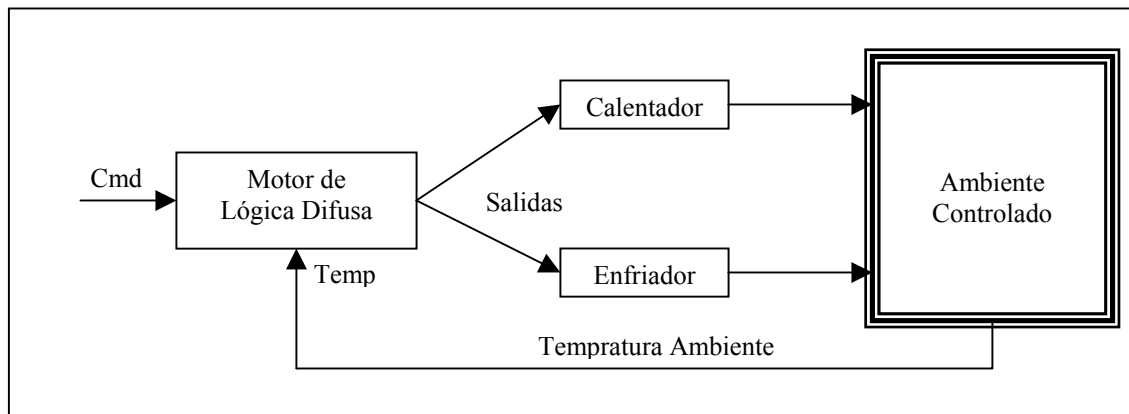 Cmd
Motor de
Lógica Difusa
Salidas
Calentador
Enfriador
Ambiente
Controlado
Temp
Tempratura Ambiente